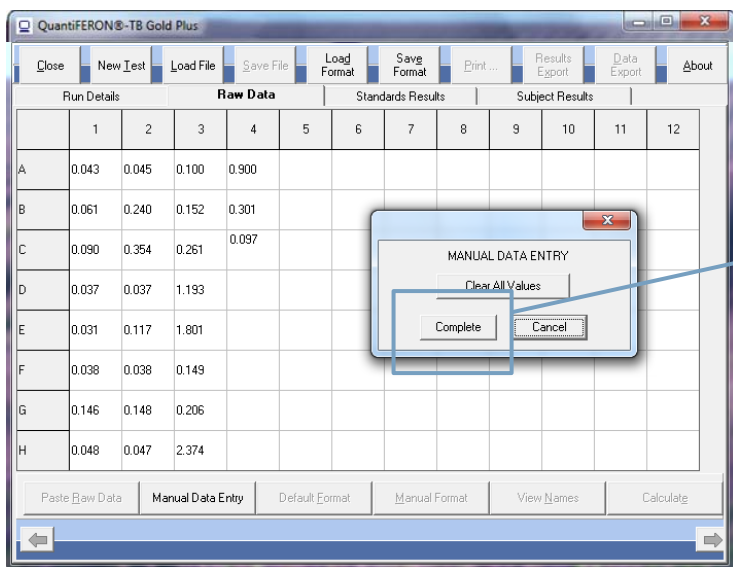 QuantiFERON®-TB Gold Plus
Close New Test Load File Save File Load Format Save Format Print ... Results Export Data Export About
Run Details Raw Data Standards Results Subject Results
1 2 3 4 5 6 7 8 9 10 11 12
A 0.043 0.045 0.100 0.900
B 0.061 0.240 0.152 0.301
C 0.090 0.354 0.261 0.097
D 0.037 0.037 1.193
E 0.031 0.117 1.801
F 0.038 0.038 0.149
G 0.146 0.148 0.206
H 0.048 0.047 2.374
MANUAL DATA ENTRY
Clear All Values
Complete Cancel
Paste Raw Data Manual Data Entry Default Format Manual Format View Names Calculate